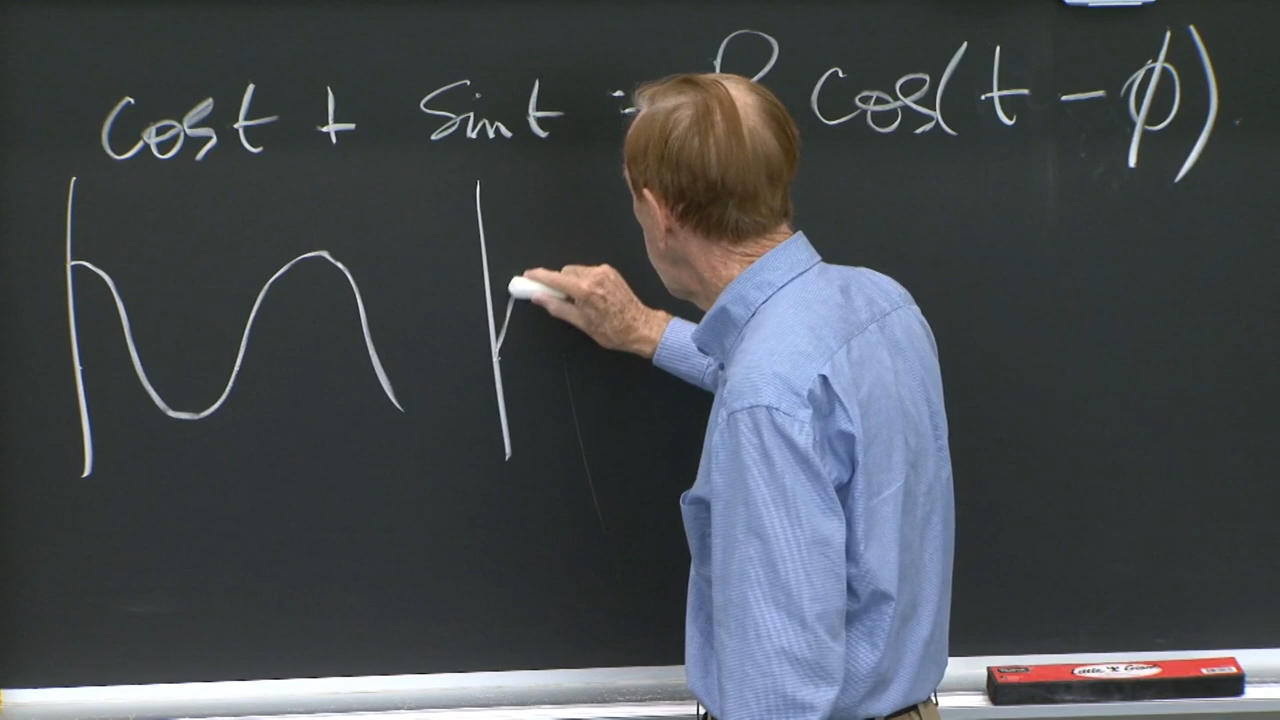 cos t + sin t = R cos(t - φ)